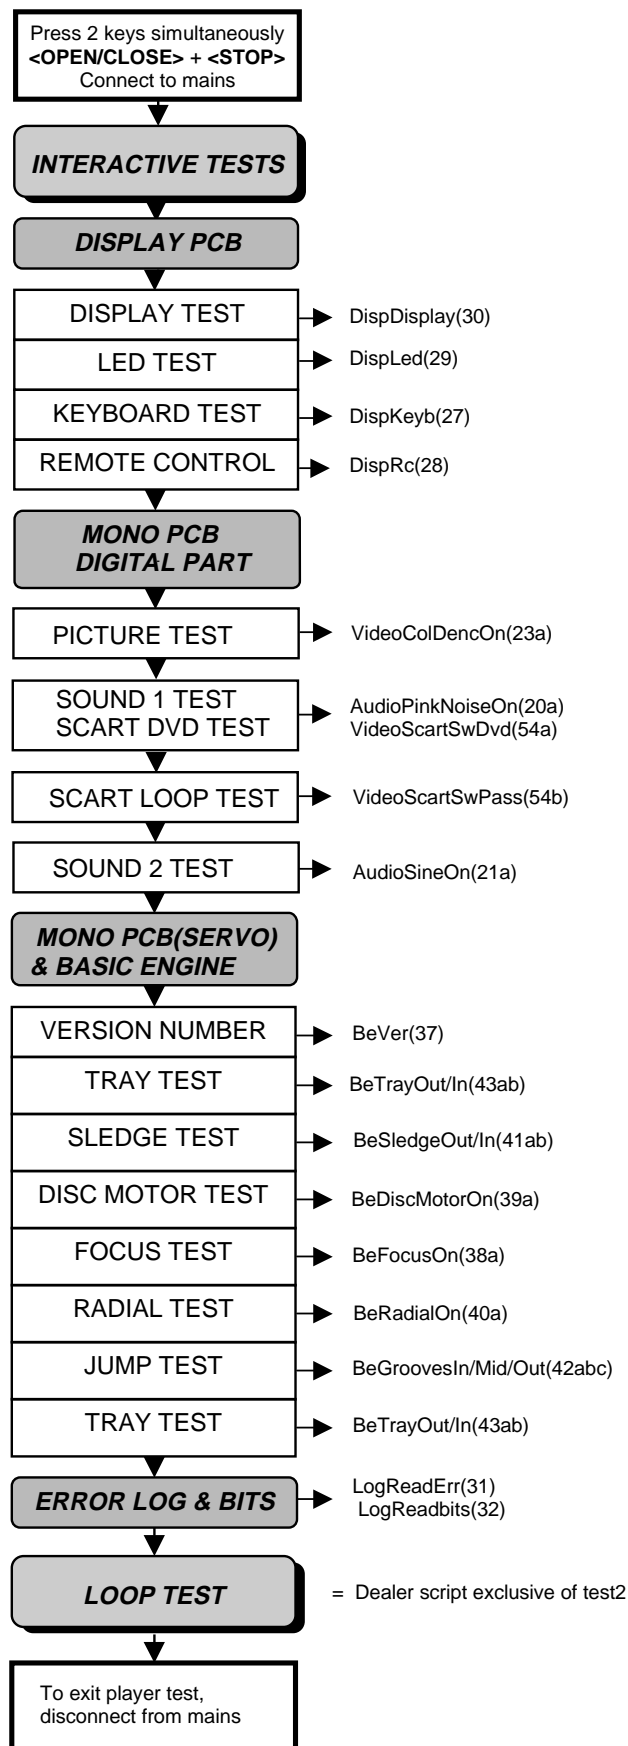 Press 2 keys simultaneously
<OPEN/CLOSE> + <STOP>
Connect to mains
INTERACTIVE TESTS
DISPLAY PCB
DISPLAY TEST
DispDisplay(30)
LED TEST
DispLed(29)
KEYBOARD TEST
DispKeyb(27)
REMOTE CONTROL
DispRc(28)
MONO PCB
DIGITAL PART
PICTURE TEST
VideoColDencOn(23a)
SOUND 1 TEST
AudioPinkNoiseOn(20a)
SCART DVD TEST
VideoScartSwDvd(54a)
SCART LOOP TEST
VideoScartSwPass(54b)
SOUND 2 TEST
AudioSineOn(21a)
MONO PCB(SERVO)
& BASIC ENGINE
VERSION NUMBER
BeVer(37)
TRAY TEST
BeTrayOut/In(43ab)
SLEDGE TEST
BeSledgeOut/In(41ab)
DISC MOTOR TEST
BeDiscMotorOn(39a)
FOCUS TEST
BeFocusOn(38a)
RADIAL TEST
BeRadialOn(40a)
JUMP TEST
BeGroovesIn/Mid/Out(42abc)
TRAY TEST
BeTrayOut/In(43ab)
ERROR LOG & BITS
LogReadErr(31)
LogReadbits(32)
LOOP TEST
= Dealer script exclusive of test2
To exit player test,
disconnect from mains